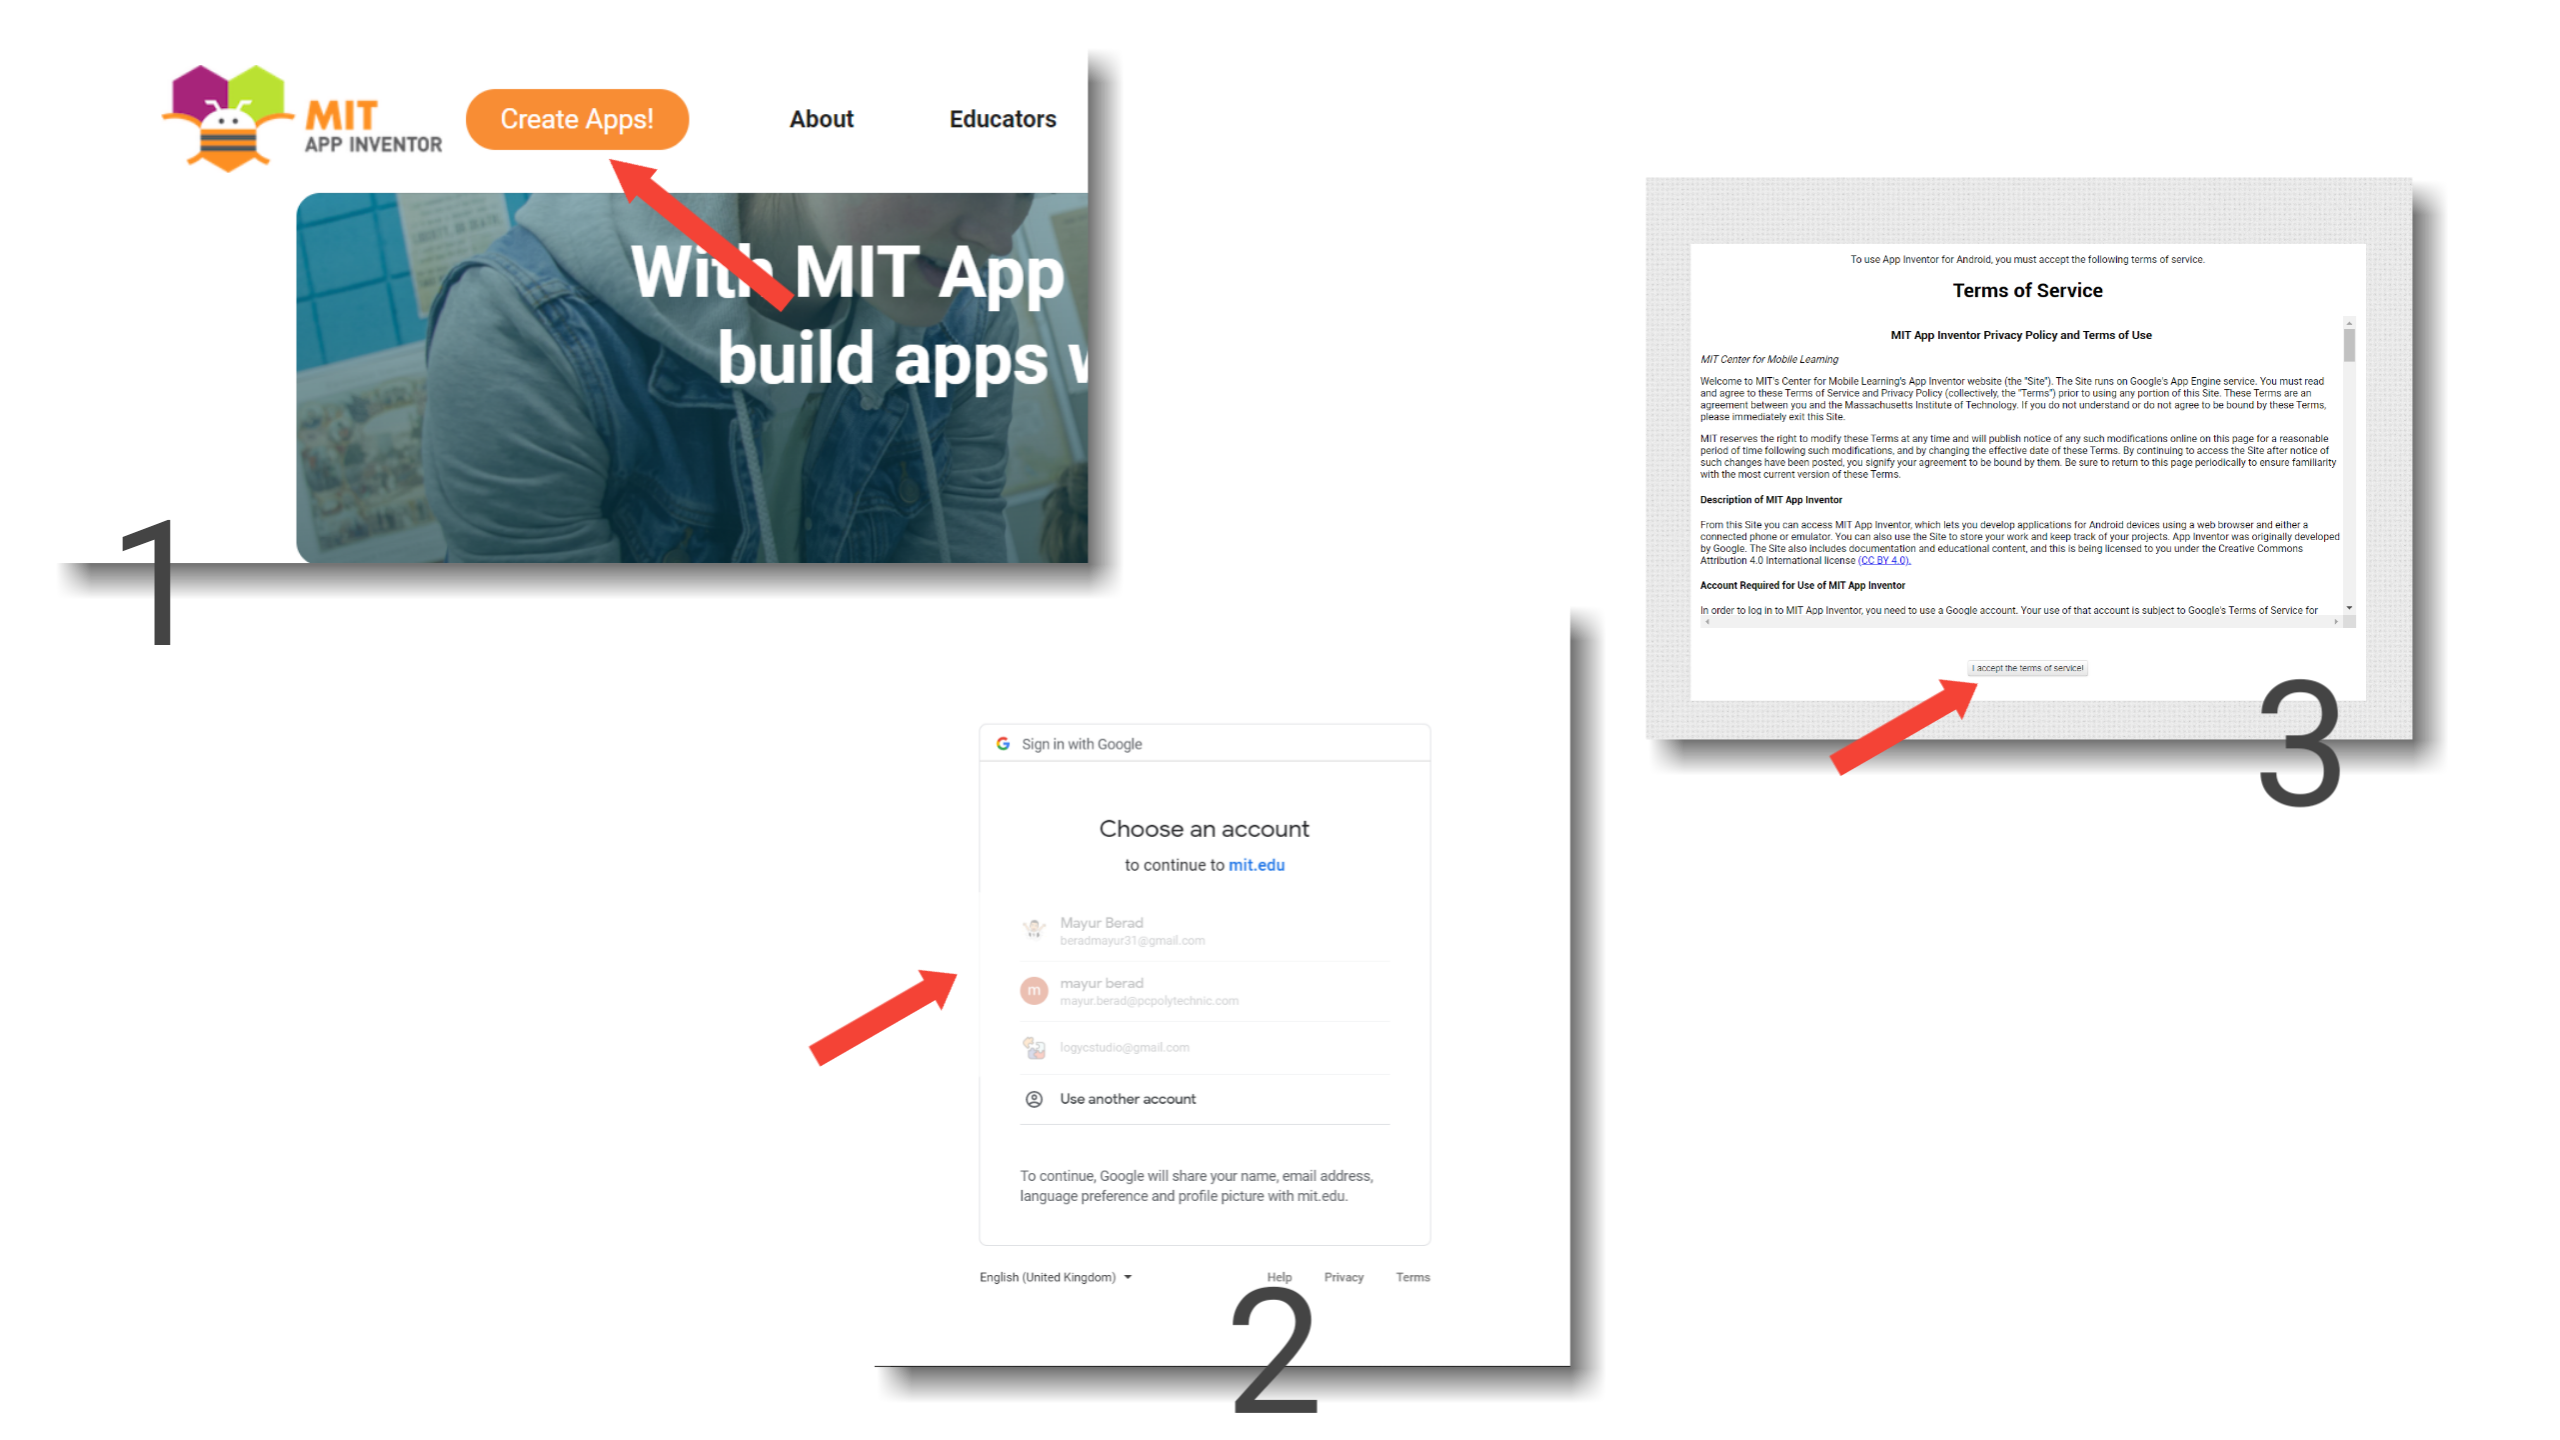 MIT
APP INVENTOR
Create Apps!
About
Educators
With MIT App
build apps w
1
Sign in with Google
Choose an account
to continue to mit.edu
Mayur Berad
beradmayur31@gmail.com
m
mayur berad
mayur.berad@pcpolytechnic.com
logycstudio@gmail.com
Use another account
To continue, Google will share your name, email address,
language preference and profile picture with mit.edu.
English (United Kingdom)
Help
Privacy
Terms
2
To use App Inventor for Android, you must accept the following terms of service.
Terms of Service
MIT App Inventor Privacy Policy and Terms of Use
MIT Center for Mobile Learning
Welcome to MIT's Center for Mobile Learning's App Inventor website (the "Site"). The Site runs on Google's App Engine service. You must read
and agree to these Terms of Service and Privacy Policy (collectively, the "Terms") prior to using any portion of this Site. These Terms are an
agreement between you and the Massachusetts Institute of Technology. If you do not understand or do not agree to be bound by these Terms,
please immediately exit this Site.
MIT reserves the right to modify these Terms at any time and will publish notice of any such modifications online on this page for a reasonable
period of time following such modifications, and by changing the effective date of these Terms. By continuing to access the Site after notice of
such changes have been posted, you signify your agreement to be bound by them. Be sure to return to this page periodically to ensure familiarity
with the most current version of these Terms.
Description of MIT App Inventor
From this Site you can access MIT App Inventor, which lets you develop applications for Android devices using a web browser and either a
connected phone or emulator. You can also use the Site to store your work and keep track of your projects. App Inventor was originally developed
by Google. The Site also includes documentation and educational content, and this is being licensed to you under the Creative Commons
Attribution 4.0 International license (CC BY 4.0).
Account Required for Use of MIT App Inventor
In order to log in to MIT App Inventor, you need to use a Google account. Your use of that account is subject to Google's Terms of Service for
I accept the terms of service!
3